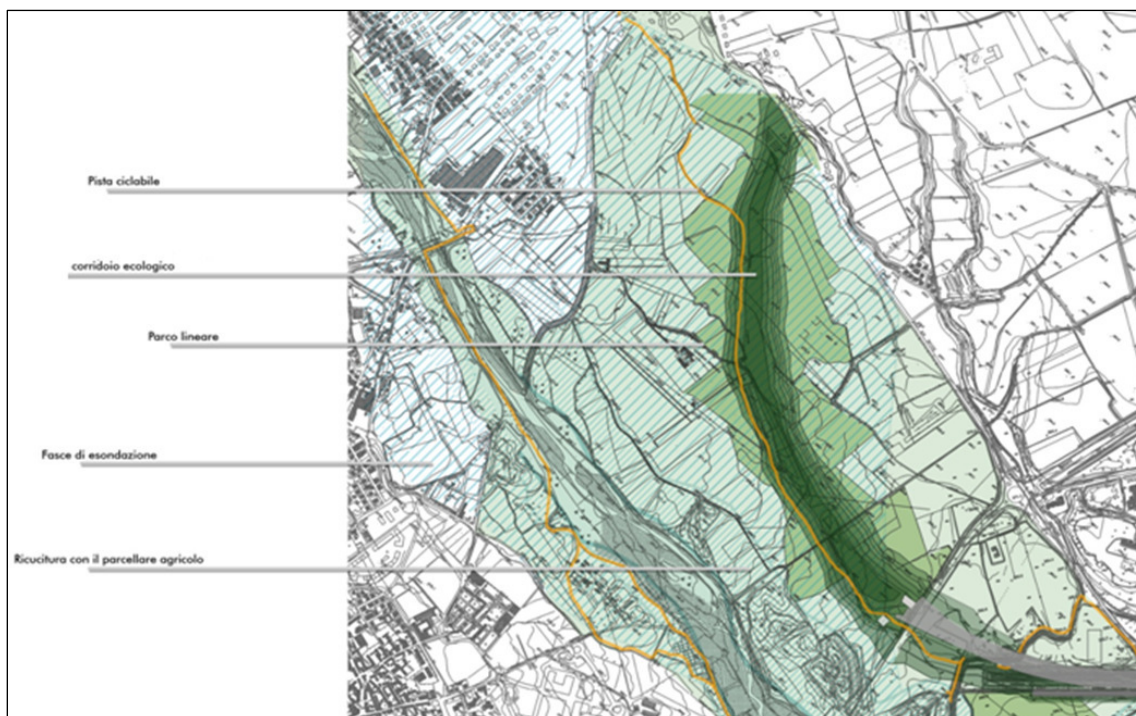 Pista ciclabile
corridoio ecologico
Parco lineare
Fasce di esondazione
Ricucitura con il parcellare agricolo